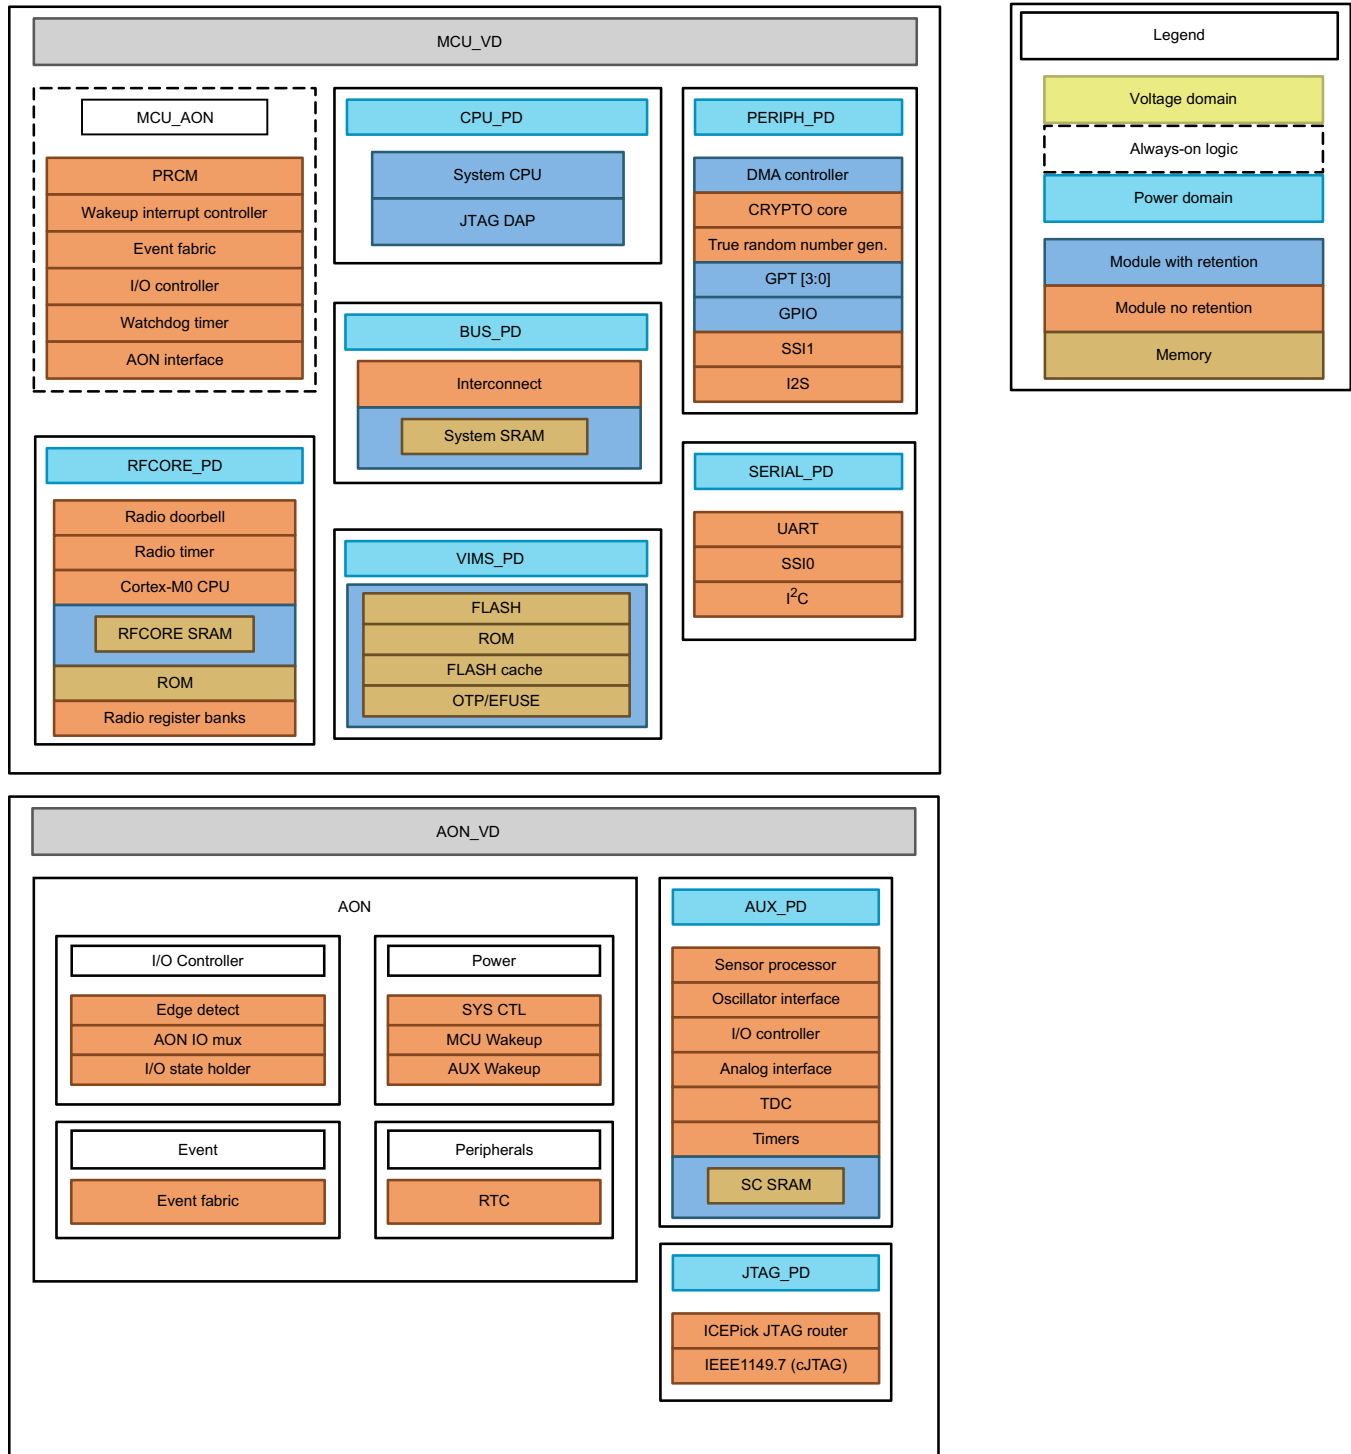 MCU_VD
MCU_AON
PRCM
Wakeup interrupt controller
Event fabric
I/O controller
Watchdog timer
AON interface
CPU_PD
System CPU
JTAG DAP
PERIPH_PD
DMA controller
CRYPTO core
True random number gen.
GPT [3:0]
GPIO
SSI1
I2S
BUS_PD
Interconnect
System SRAM
RFCORE_PD
Radio doorbell
Radio timer
Cortex-M0 CPU
RFCORE SRAM
ROM
Radio register banks
VIMS_PD
FLASH
ROM
FLASH cache
OTP/EFUSE
SERIAL_PD
UART
SSI0
I²C
Legend
Voltage domain
Always-on logic
Power domain
Module with retention
Module no retention
Memory
AON_VD
AON
I/O Controller
Edge detect
AON IO mux
I/O state holder
Power
SYS CTL
MCU Wakeup
AUX Wakeup
Event
Event fabric
Peripherals
RTC
AUX_PD
Sensor processor
Oscillator interface
I/O controller
Analog interface
TDC
Timers
SC SRAM
JTAG_PD
ICEPick JTAG router
IEEE1149.7 (cJTAG)